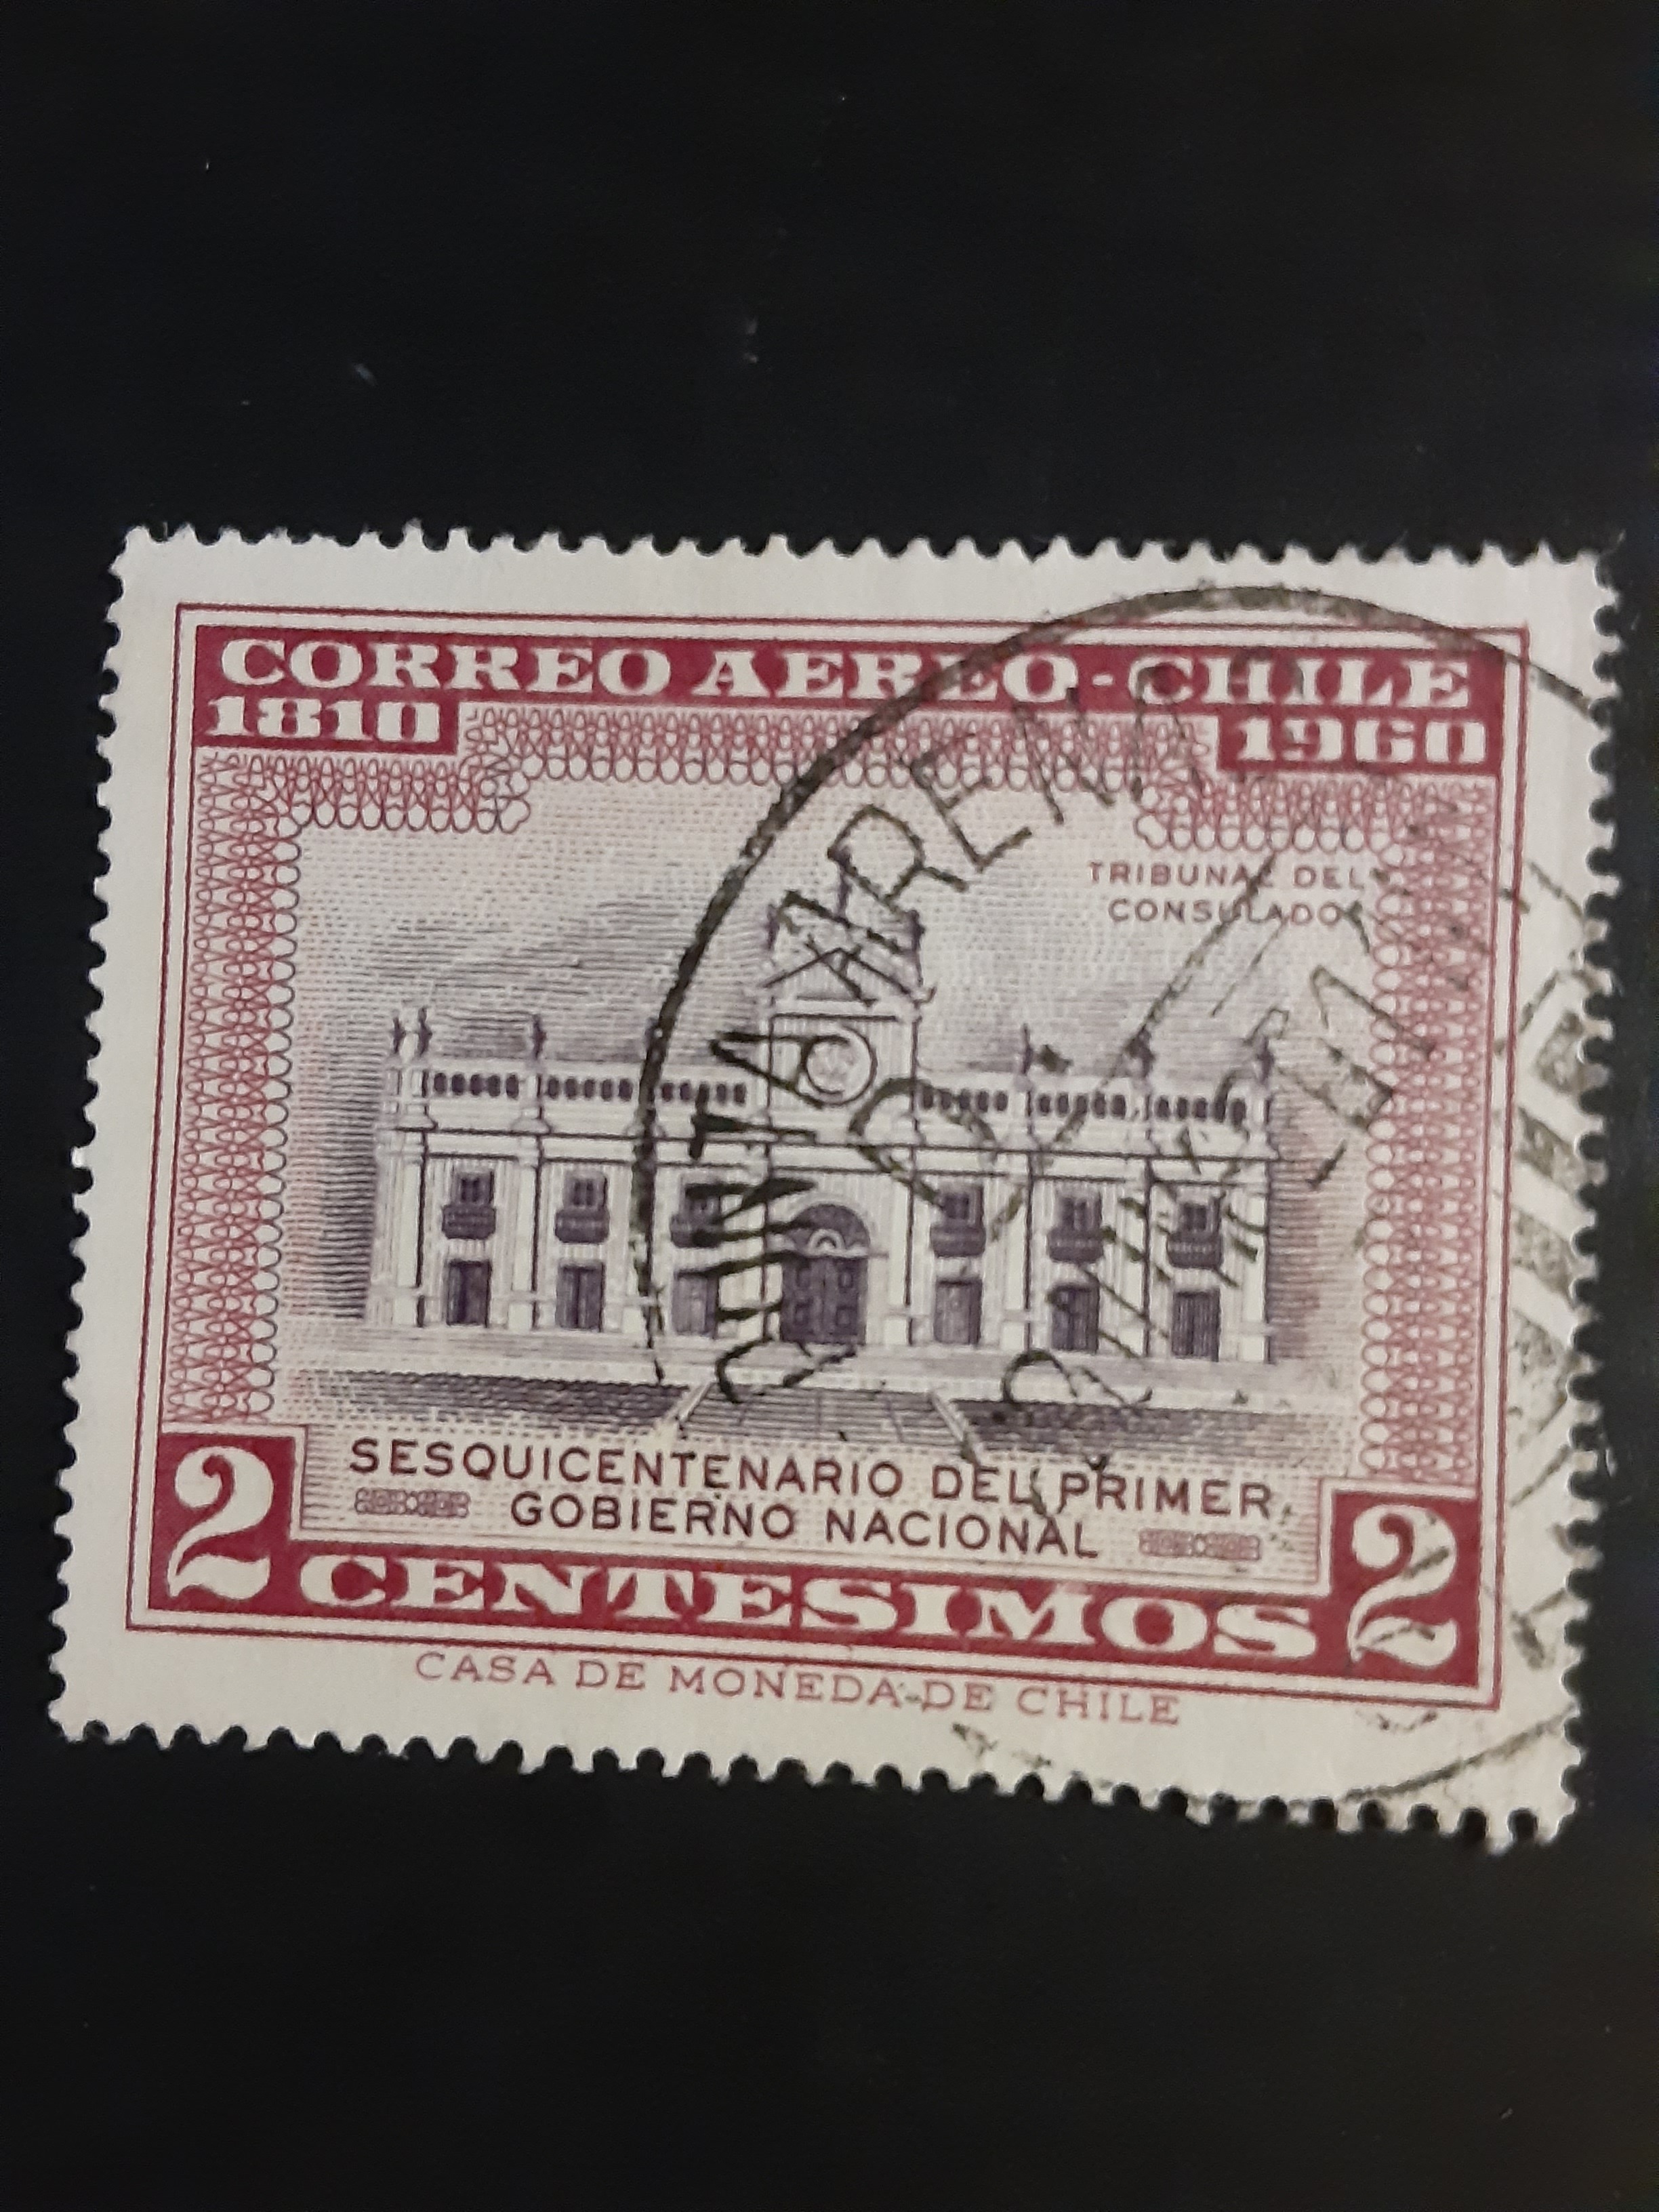 CORREO AEREO-CHILE
1810 1960
TRIBUNAL DEL
CONSULADO
SESQUICENTENARIO DEL PRIMER
GOBIERNO NACIONAL
2 CENTESIMOS 2
CASA DE MONEDA-DE CHILE